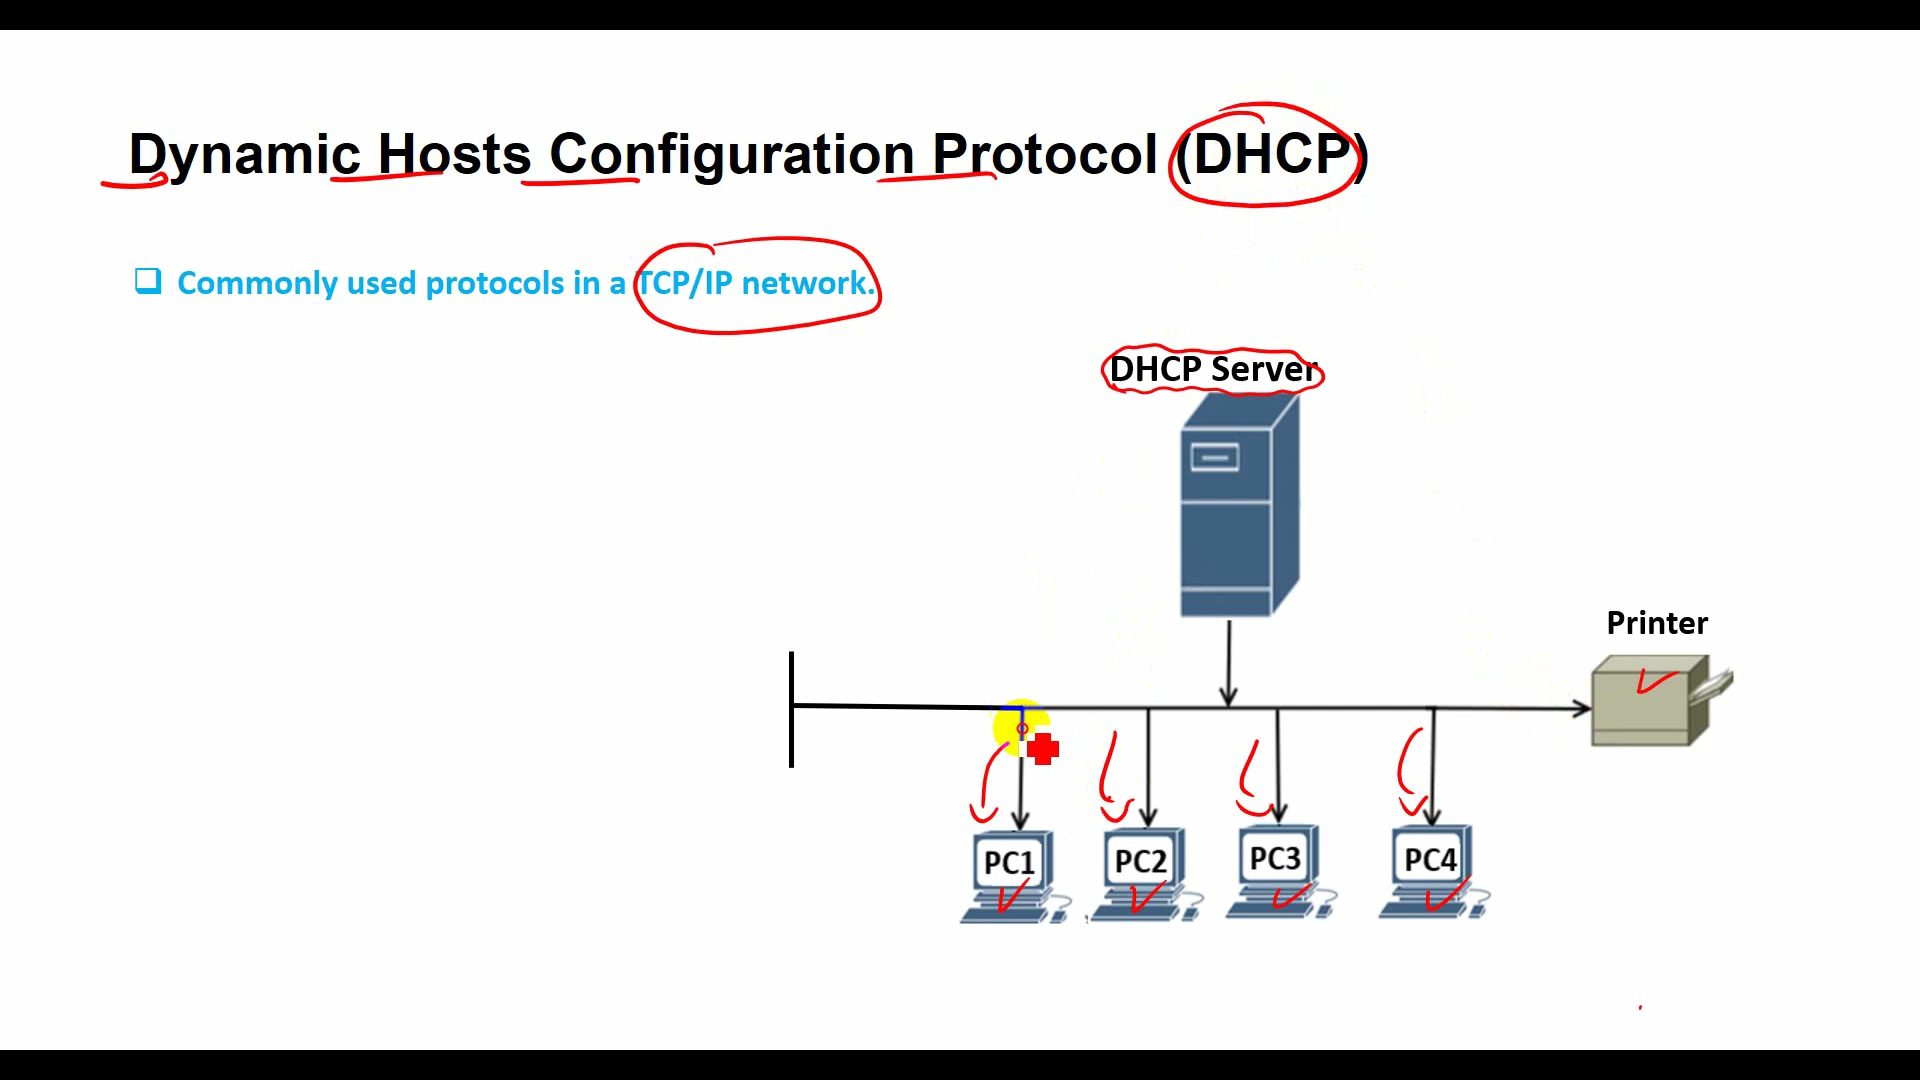 Dynamic Hosts Configuration Protocol (DHCP)
Commonly used protocols in a TCP/IP network.
DHCP Server
Printer
PC1
PC2
PC3
PC4